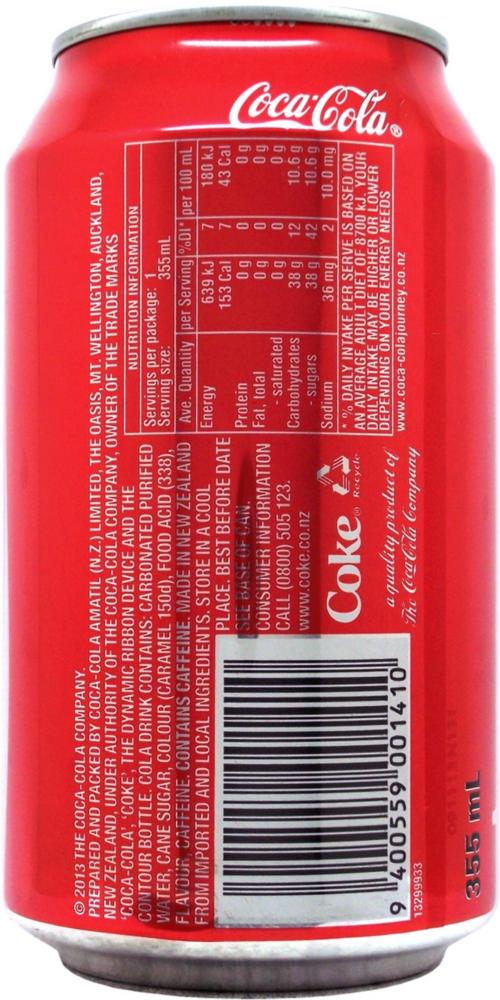 Coca-Cola®
© 2013 THE COCA-COLA COMPANY.
PREPARED AND PACKED BY COCA-COLA AMATIL (N.Z.) LIMITED, THE OASIS, MT. WELLINGTON, AUCKLAND,
NEW ZEALAND, UNDER AUTHORITY OF THE COCA-COLA COMPANY, OWNER OF THE TRADE MARKS
'COCA-COLA', 'COKE', THE DYNAMIC RIBBON DEVICE AND THE
CONTOUR BOTTLE. COLA DRINK CONTAINS: CARBONATED PURIFIED
WATER, CANE SUGAR, COLOUR (CARAMEL 150d), FOOD ACID (338),
FLAVOUR, CAFFEINE. CONTAINS CAFFEINE. MADE IN NEW ZEALAND
FROM IMPORTED AND LOCAL INGREDIENTS. STORE IN A COOL
PLACE. BEST BEFORE DATE
SEE BASE OF CAN.
CONSUMER INFORMATION
CALL (0800) 505 123.
www.coke.co.nz
Coke® Recycle
a quality product of
The Coca-Cola Company
NUTRITION INFORMATION
Servings per package: 1
Serving size: 355 mL
Ave. Quantity per Serving %DI* per 100 mL
Energy 639 kJ 7 180 kJ
153 Cal 7 43 Cal
Protein 0 g 0 0 g
Fat, total 0 g 0 0 g
- saturated 0 g 0 0 g
Carbohydrates 38 g 12 10.6 g
- sugars 38 g 42 10.6 g
Sodium 36 mg 2 10.0 mg
* % DAILY INTAKE PER SERVE IS BASED ON
AN AVERAGE ADULT DIET OF 8700 kJ. YOUR
DAILY INTAKE MAY BE HIGHER OR LOWER
DEPENDING ON YOUR ENERGY NEEDS
www.coca-colajourney.co.nz
9 400559 001410
13299933
355 mL